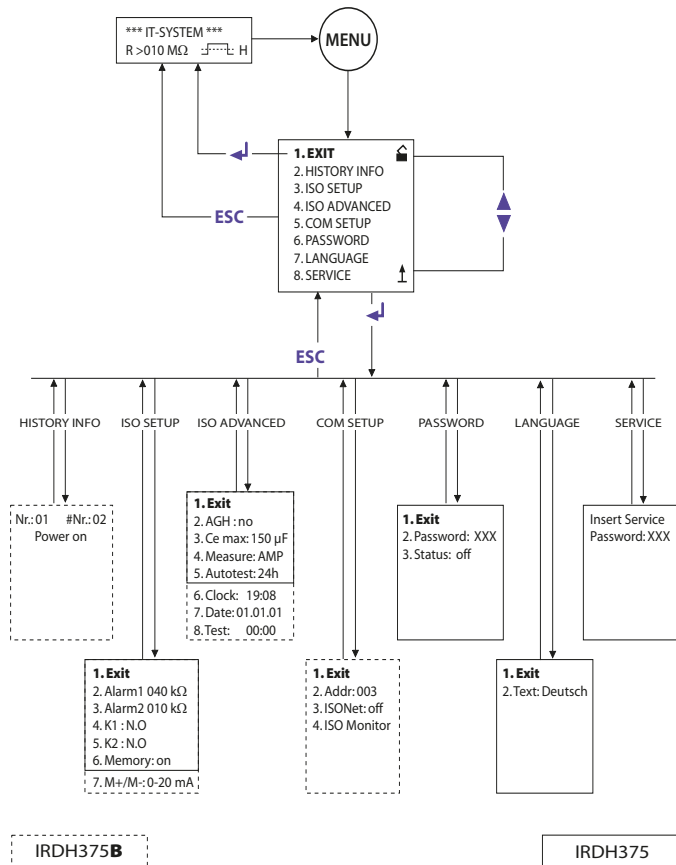 *** IT-SYSTEM ***
R >010 MΩ H
MENU
1. EXIT
2. HISTORY INFO
3. ISO SETUP
4. ISO ADVANCED
5. COM SETUP
6. PASSWORD
7. LANGUAGE
8. SERVICE
ESC
ESC
HISTORY INFO
ISO SETUP
ISO ADVANCED
COM SETUP
PASSWORD
LANGUAGE
SERVICE
Nr.: 01 #Nr.: 02
Power on
1. Exit
2. AGH : no
3. Ce max: 150 µF
4. Measure: AMP
5. Autotest: 24h
6. Clock: 19:08
7. Date: 01.01.01
8. Test: 00:00
1. Exit
2. Password: XXX
3. Status: off
Insert Service
Password: XXX
1. Exit
2. Alarm1 040 kΩ
3. Alarm2 010 kΩ
4. K1 : N.O
5. K2 : N.O
6. Memory: on
7. M+/M-: 0-20 mA
1. Exit
2. Addr: 003
3. ISONet: off
4. ISO Monitor
1. Exit
2. Text: Deutsch
IRDH375B
IRDH375